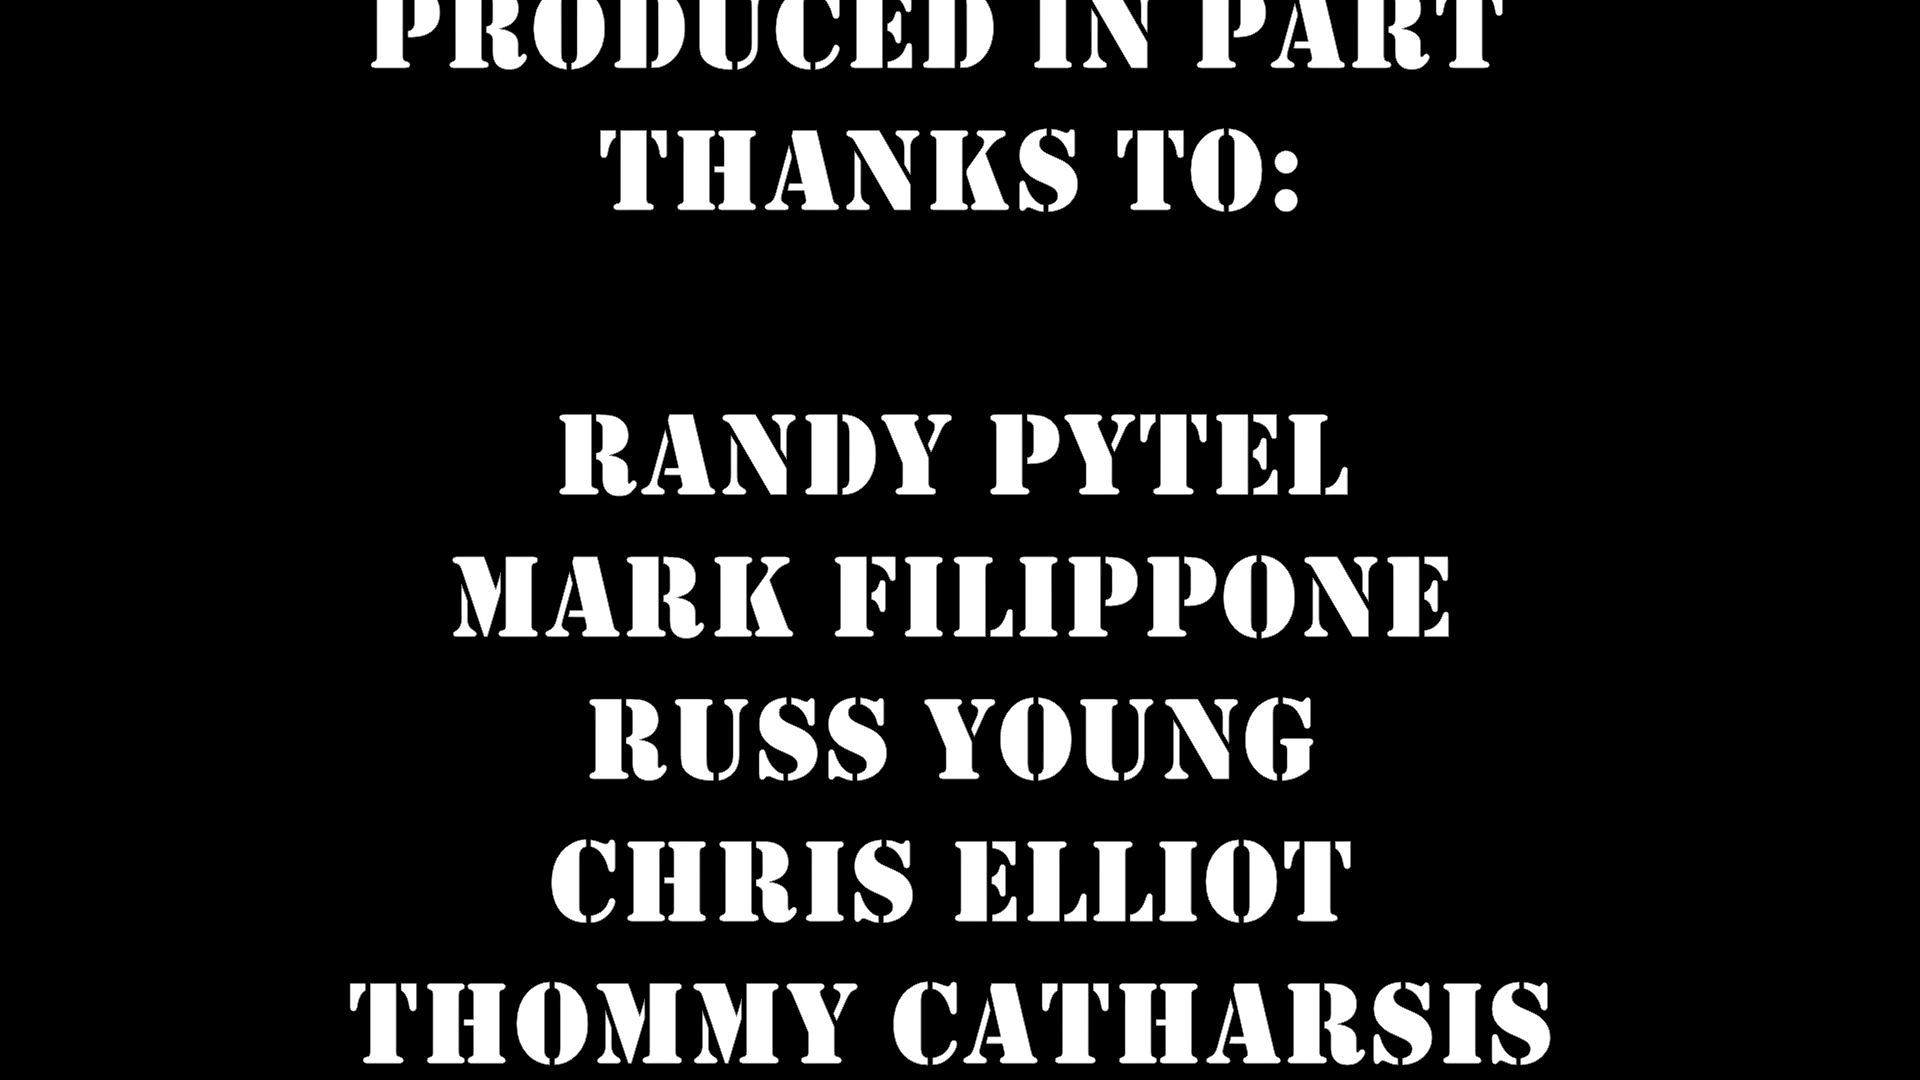 PRODUCED IN PART
THANKS TO:
RANDY PYTEL
MARK FILIPPONE
RUSS YOUNG
CHRIS ELLIOT
THOMMY CATHARSIS